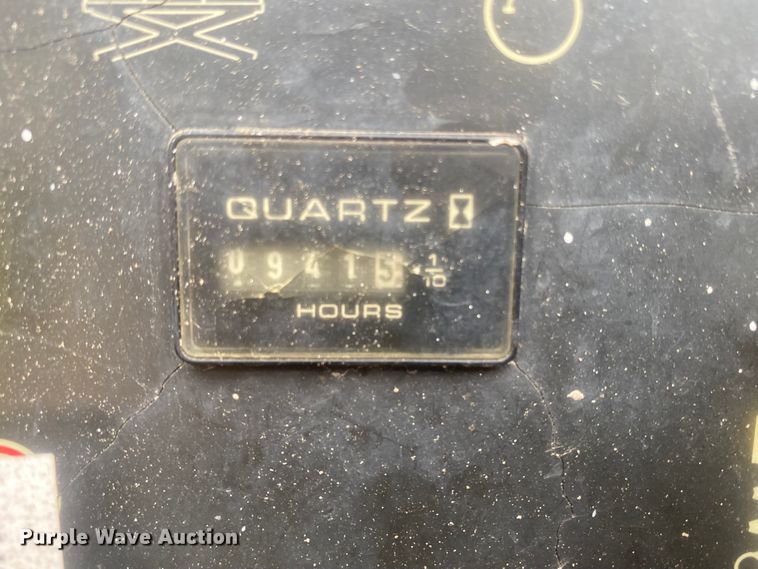 QUARTZ
09415 1/10
HOURS
Purple Wave Auction